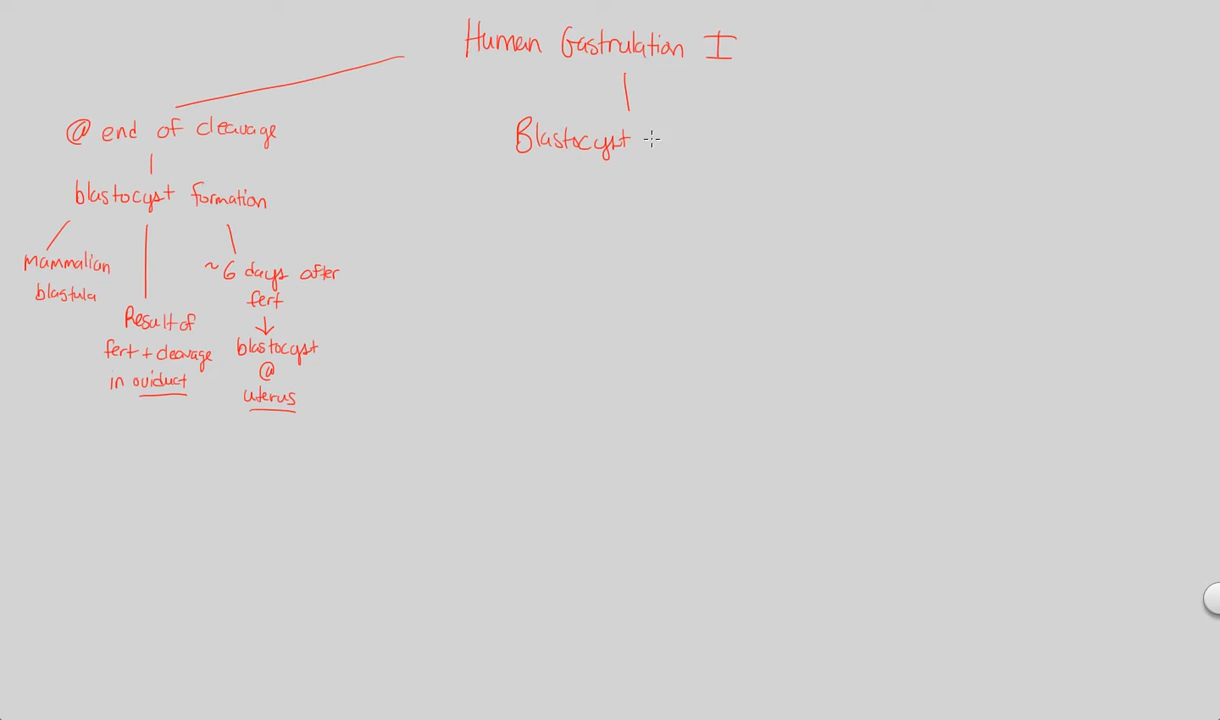 Human Gastrulation I
@ end of cleavage
blastocyst formation
mammalian
blastula
Result of
fert + cleavage
in oviduct
~6 days after
fert
↓
blastocyst
@
uterus
Blastocyst